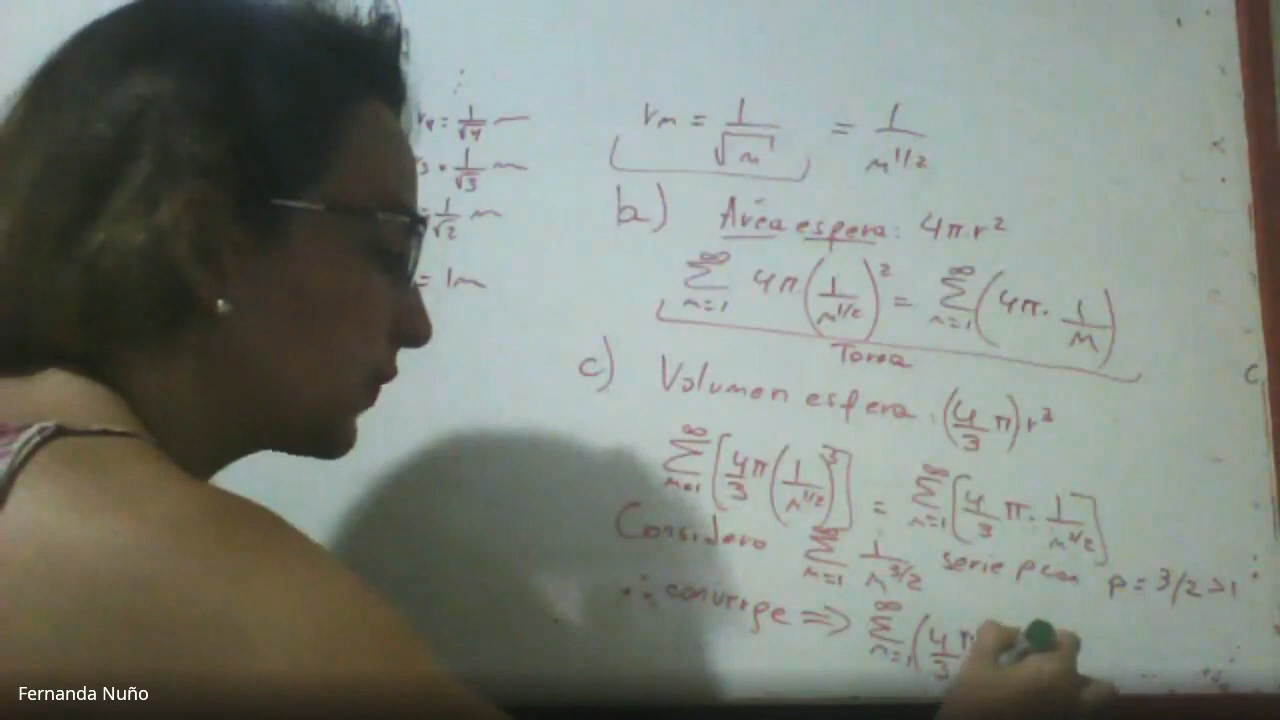 r₄ = 1/√4 m
r₃ = 1/√3 m
= 1/√2 m
= 1m
rₙ = 1/√n = 1/n^1/2
b) Área espera: 4π r²
∑ n=1 ∞ 4π (1/n^1/2)² = ∑ n=1 ∞ (4π · 1/n)
Tarea
c) Volumen esfera : (4/3 π) r³
∑ n=1 ∞ [4/3 π (1/n^1/2)³] = ∑ n=1 ∞ [4/3 π · 1/n^3/2]
Considero ∑ n=1 ∞ 1/n^3/2 serie p con p = 3/2 >1
∴ converge ⇒ ∑ n=1 ∞ (4/3 π
Fernanda Nuño